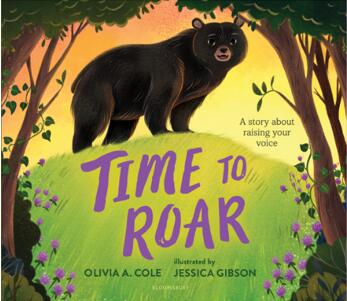 A story about
raising your
voice
TIME TO
ROAR
illustrated by
OLIVIA A. COLE JESSICA GIBSON
BLOOMSBURY